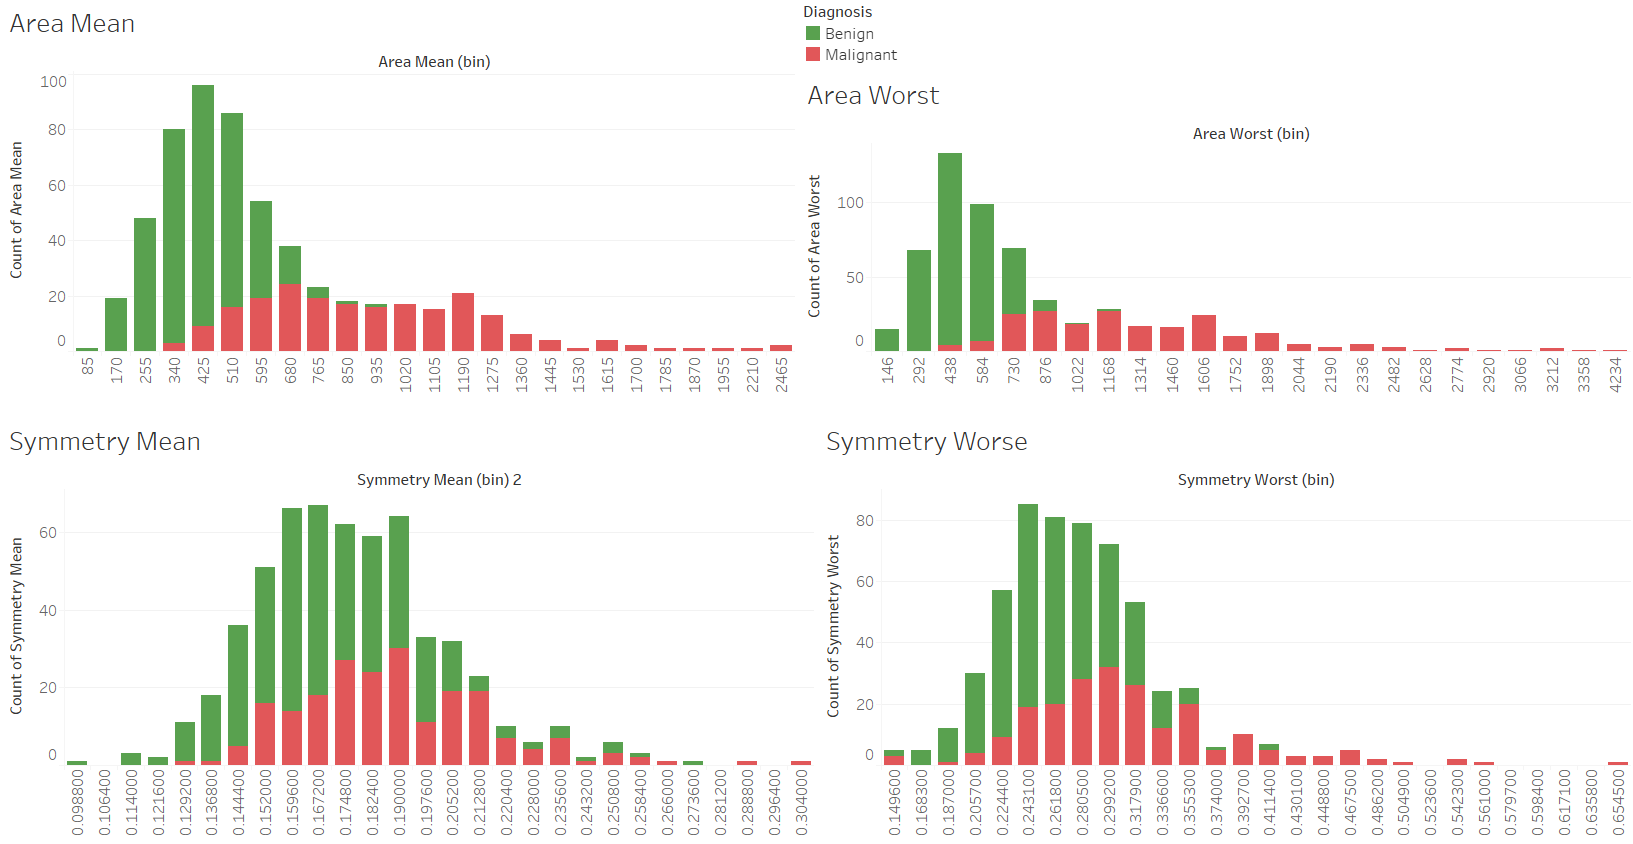 Area Mean
Area Mean (bin)
Count of Area Mean
100
80
60
40
20
0
85 170 255 340 425 510 595 680 765 850 935 1020 1105 1190 1275 1360 1445 1530 1615 1700 1785 1870 1955 2210 2465
Diagnosis
Benign
Malignant
Area Worst
Area Worst (bin)
Count of Area Worst
100
50
0
146 292 438 584 730 876 1022 1168 1314 1460 1606 1752 1898 2044 2190 2336 2482 2628 2774 2920 3066 3212 3358 4234
Symmetry Mean
Symmetry Mean (bin) 2
Count of Symmetry Mean
60
40
20
0
0.098800 0.106400 0.114000 0.121600 0.129200 0.136800 0.144400 0.152000 0.159600 0.167200 0.174800 0.182400 0.190000 0.197600 0.205200 0.212800 0.220400 0.228000 0.235600 0.243200 0.250800 0.258400 0.266000 0.273600 0.281200 0.288800 0.296400 0.304000
Symmetry Worse
Symmetry Worst (bin)
Count of Symmetry Worst
80
60
40
20
0
0.149600 0.168300 0.187000 0.205700 0.224400 0.243100 0.261800 0.280500 0.299200 0.317900 0.336600 0.355300 0.374000 0.392700 0.411400 0.430100 0.448800 0.467500 0.486200 0.504900 0.523600 0.542300 0.561000 0.579700 0.598400 0.617100 0.635800 0.654500